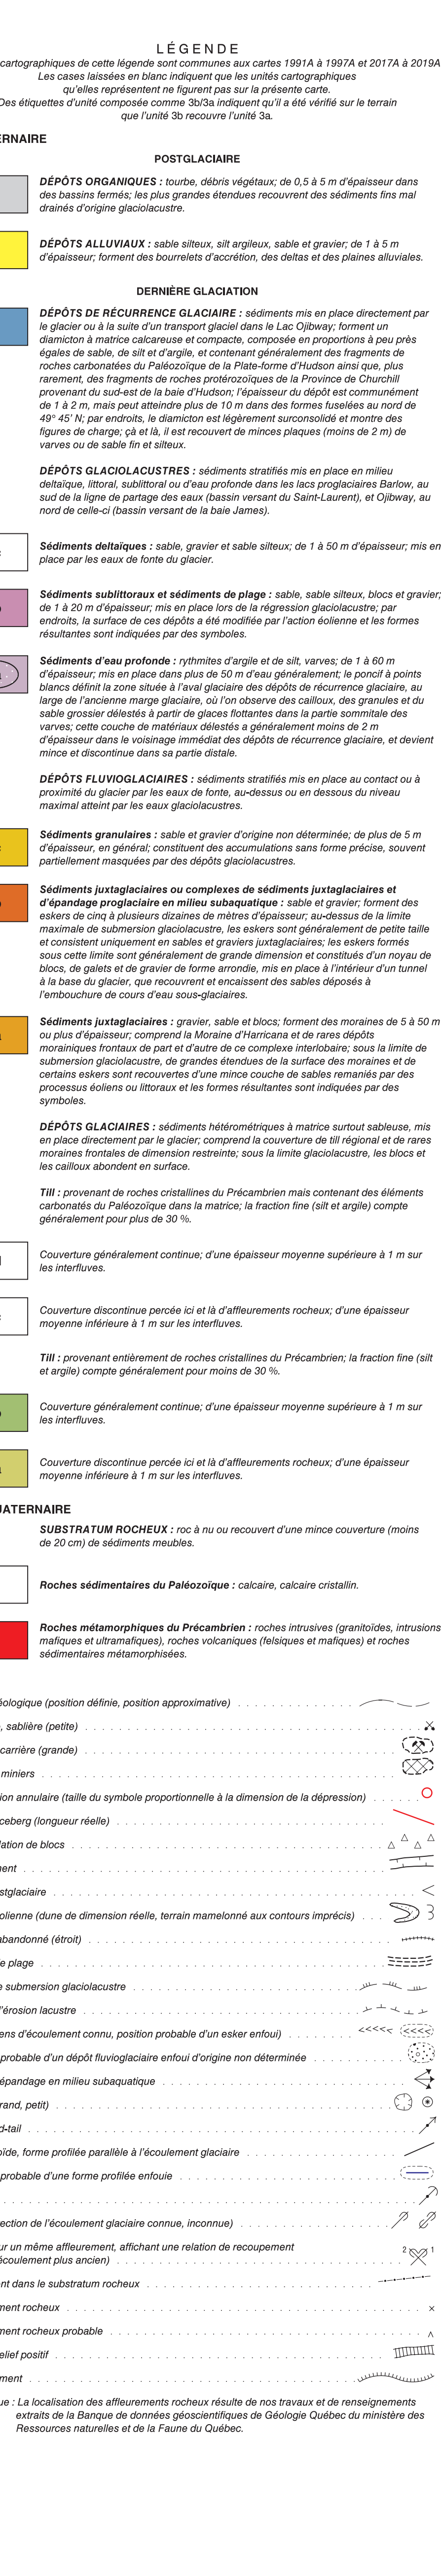 LÉGENDE
cartographiques de cette légende sont communes aux cartes 1991A à 1997A et 2017A à 2019A
Les cases laissées en blanc indiquent que les unités cartographiques
qu'elles représentent ne figurent pas sur la présente carte.
Des étiquettes d'unité composée comme 3b/3a indiquent qu'il a été vérifié sur le terrain
que l'unité 3b recouvre l'unité 3a.
ERNAIRE
POSTGLACIAIRE
DÉPÔTS ORGANIQUES : tourbe, débris végétaux; de 0,5 à 5 m d'épaisseur dans
des bassins fermés; les plus grandes étendues recouvrent des sédiments fins mal
drainés d'origine glaciolacustre.
DÉPÔTS ALLUVIAUX : sable silteux, silt argileux, sable et gravier; de 1 à 5 m
d'épaisseur; forment des bourrelets d'accrétion, des deltas et des plaines alluviales.
DERNIÈRE GLACIATION
DÉPÔTS DE RÉCURRENCE GLACIAIRE : sédiments mis en place directement par
le glacier ou à la suite d'un transport glaciel dans le Lac Ojibway; forment un
diamicton à matrice calcareuse et compacte, composée en proportions à peu près
égales de sable, de silt et d'argile, et contenant généralement des fragments de
roches carbonatées du Paléozoïque de la Plate-forme d'Hudson ainsi que, plus
rarement, des fragments de roches protérozoïques de la Province de Churchill
provenant du sud-est de la baie d'Hudson; l'épaisseur du dépôt est communément
de 1 à 2 m, mais peut atteindre plus de 10 m dans des formes fuselées au nord de
49° 45' N; par endroits, le diamicton est légèrement surconsolidé et montre des
figures de charge; çà et là, il est recouvert de minces plaques (moins de 2 m) de
varves ou de sable fin et silteux.
DÉPÔTS GLACIOLACUSTRES : sédiments stratifiés mis en place en milieu
deltaïque, littoral, sublittoral ou d'eau profonde dans les lacs proglaciaires Barlow, au
sud de la ligne de partage des eaux (bassin versant du Saint-Laurent), et Ojibway, au
nord de celle-ci (bassin versant de la baie James).
Sédiments deltaïques : sable, gravier et sable silteux; de 1 à 50 m d'épaisseur; mis en
place par les eaux de fonte du glacier.
Sédiments sublittoraux et sédiments de plage : sable, sable silteux, blocs et gravier;
de 1 à 20 m d'épaisseur; mis en place lors de la régression glaciolacustre; par
endroits, la surface de ces dépôts a été modifiée par l'action éolienne et les formes
résultantes sont indiquées par des symboles.
Sédiments d'eau profonde : rythmites d'argile et de silt, varves; de 1 à 60 m
d'épaisseur; mis en place dans plus de 50 m d'eau généralement; le poncif à points
blancs définit la zone située à l'aval glaciaire des dépôts de récurrence glaciaire, au
large de l'ancienne marge glaciaire, où l'on observe des cailloux, des granules et du
sable grossier délestés à partir de glaces flottantes dans la partie sommitale des
varves; cette couche de matériaux délestés a généralement moins de 2 m
d'épaisseur dans le voisinage immédiat des dépôts de récurrence glaciaire, et devient
mince et discontinue dans sa partie distale.
DÉPÔTS FLUVIOGLACIAIRES : sédiments stratifiés mis en place au contact ou à
proximité du glacier par les eaux de fonte, au-dessus ou en dessous du niveau
maximal atteint par les eaux glaciolacustres.
Sédiments granulaires : sable et gravier d'origine non déterminée; de plus de 5 m
d'épaisseur, en général; constituent des accumulations sans forme précise, souvent
partiellement masquées par des dépôts glaciolacustres.
Sédiments juxtaglaciaires ou complexes de sédiments juxtaglaciaires et
d'épandage proglaciaire en milieu subaquatique : sable et gravier; forment des
eskers de cinq à plusieurs dizaines de mètres d'épaisseur; au-dessus de la limite
maximale de submersion glaciolacustre, les eskers sont généralement de petite taille
et consistent uniquement en sables et graviers juxtaglaciaires; les eskers formés
sous cette limite sont généralement de grande dimension et constitués d'un noyau de
blocs, de galets et de gravier de forme arrondie, mis en place à l'intérieur d'un tunnel
à la base du glacier, que recouvrent et encaissent des sables déposés à
l'embouchure de cours d'eau sous-glaciaires.
Sédiments juxtaglaciaires : gravier, sable et blocs; forment des moraines de 5 à 50 m
ou plus d'épaisseur; comprend la Moraine d'Harricana et de rares dépôts
morainiques frontaux de part et d'autre de ce complexe interlobaire; sous la limite de
submersion glaciolacustre, de grandes étendues de la surface des moraines et de
certains eskers sont recouvertes d'une mince couche de sables remaniés par des
processus éoliens ou littoraux et les formes résultantes sont indiquées par des
symboles.
DÉPÔTS GLACIAIRES : sédiments hétérométriques à matrice surtout sableuse, mis
en place directement par le glacier; comprend la couverture de till régional et de rares
moraines frontales de dimension restreinte; sous la limite glaciolacustre, les blocs et
les cailloux abondent en surface.
Till : provenant de roches cristallines du Précambrien mais contenant des éléments
carbonatés du Paléozoïque dans la matrice; la fraction fine (silt et argile) compte
généralement pour plus de 30 %.
Couverture généralement continue; d'une épaisseur moyenne supérieure à 1 m sur
les interfluves.
Couverture discontinue percée ici et là d'affleurements rocheux; d'une épaisseur
moyenne inférieure à 1 m sur les interfluves.
Till : provenant entièrement de roches cristallines du Précambrien; la fraction fine (silt
et argile) compte généralement pour moins de 30 %.
Couverture généralement continue; d'une épaisseur moyenne supérieure à 1 m sur
les interfluves.
Couverture discontinue percée ici et là d'affleurements rocheux; d'une épaisseur
moyenne inférieure à 1 m sur les interfluves.
UATERNAIRE
SUBSTRATUM ROCHEUX : roc à nu ou recouvert d'une mince couverture (moins
de 20 cm) de sédiments meubles.
Roches sédimentaires du Paléozoïque : calcaire, calcaire cristallin.
Roches métamorphiques du Précambrien : roches intrusives (granitoïdes, intrusions
mafiques et ultramafiques), roches volcaniques (felsiques et mafiques) et roches
sédimentaires métamorphisées.
éologique (position définie, position approximative)
, sablière (petite)
carrière (grande)
miniers
ion annulaire (taille du symbole proportionnelle à la dimension de la dépression)
iceberg (longueur réelle)
lation de blocs
ment
stglaciaire
olienne (dune de dimension réelle, terrain mamelonné aux contours imprécis)
abandonné (étroit)
e plage
e submersion glaciolacustre
l'érosion lacustre
ens d'écoulement connu, position probable d'un esker enfoui)
probable d'un dépôt fluvioglaciaire enfoui d'origine non déterminée
épandage en milieu subaquatique
rand, petit)
d-tail
oïde, forme profilée parallèle à l'écoulement glaciaire
probable d'une forme profilée enfouie
ection de l'écoulement glaciaire connue, inconnue)
ur un même affleurement, affichant une relation de recoupement
écoulement plus ancien) 2 1
nt dans le substratum rocheux
ment rocheux
ment rocheux probable
elief positif
ment
ue : La localisation des affleurements rocheux résulte de nos travaux et de renseignements
extraits de la Banque de données géoscientifiques de Géologie Québec du ministère des
Ressources naturelles et de la Faune du Québec.